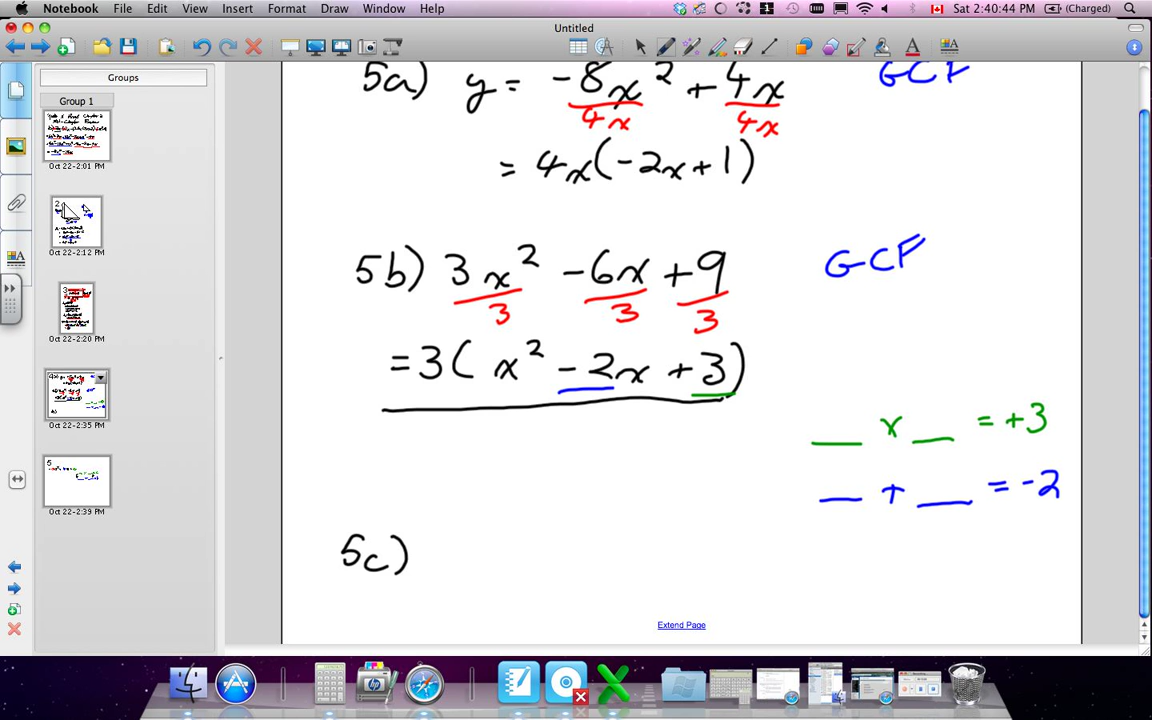 Notebook File Edit View Insert Format Draw Window Help Sat 2:40:44 PM (Charged)
Untitled
Groups
Group 1
Oct 22-2:01 PM
Oct 22-2:12 PM
Oct 22-2:20 PM
Oct 22-2:35 PM
Oct 22-2:39 PM
5a) y = -8x² + 4x GCF
4x 4x
= 4x(-2x+1)
5b) 3x² -6x +9 GCF
3 3 3
=3( x² -2x +3)
__ x __ = +3
__ + __ = -2
5c)
Extend Page